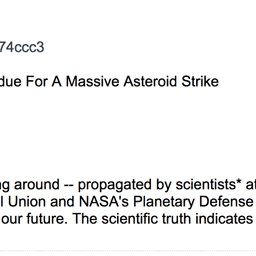 74ccc3
due For A Massive Asteroid Strike
ng around -- propagated by scientists* at
l Union and NASA's Planetary Defense
our future. The scientific truth indicates